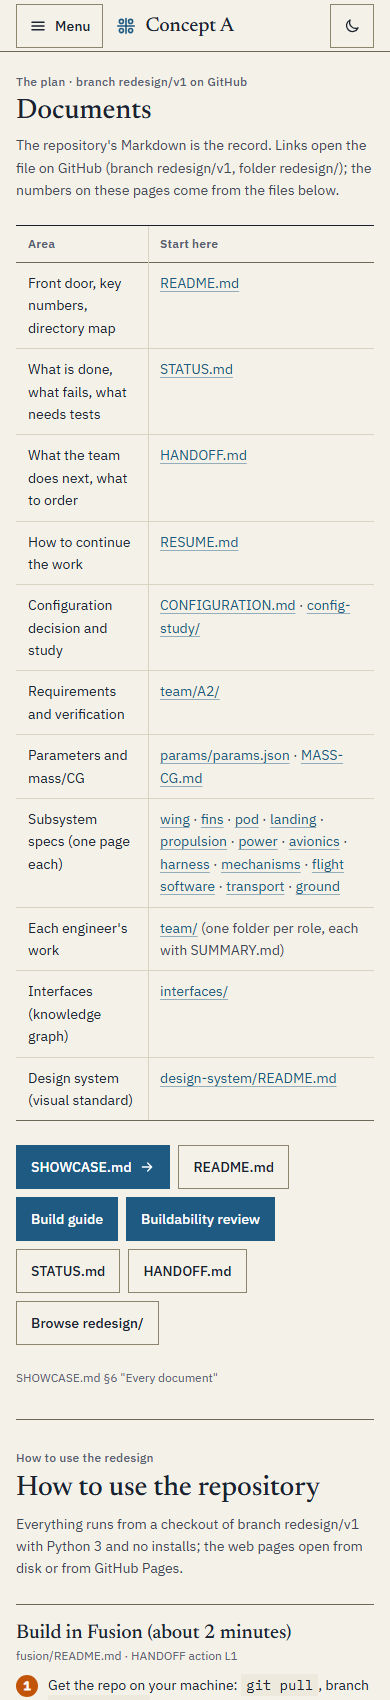 Menu
Concept A
The plan · branch redesign/v1 on GitHub
Documents
The repository's Markdown is the record. Links open the
file on GitHub (branch redesign/v1, folder redesign/); the
numbers on these pages come from the files below.
Area
Start here
Front door, key
numbers,
directory map
README.md
What is done,
what fails, what
needs tests
STATUS.md
What the team
does next, what
to order
HANDOFF.md
How to continue
the work
RESUME.md
Configuration
decision and
study
CONFIGURATION.md · config-
study/
Requirements
and verification
team/A2/
Parameters and
mass/CG
params/params.json · MASS-
CG.md
Subsystem
specs (one page
each)
wing · fins · pod · landing ·
propulsion · power · avionics ·
harness · mechanisms · flight
software · transport · ground
Each engineer's
work
team/ (one folder per role, each
with SUMMARY.md)
Interfaces
(knowledge
graph)
interfaces/
Design system
(visual standard)
design-system/README.md
SHOWCASE.md →
README.md
Build guide
Buildability review
STATUS.md
HANDOFF.md
Browse redesign/
SHOWCASE.md §6 "Every document"
How to use the redesign
How to use the repository
Everything runs from a checkout of branch redesign/v1
with Python 3 and no installs; the web pages open from
disk or from GitHub Pages.
Build in Fusion (about 2 minutes)
fusion/README.md · HANDOFF action L1
1 Get the repo on your machine: git pull, branch